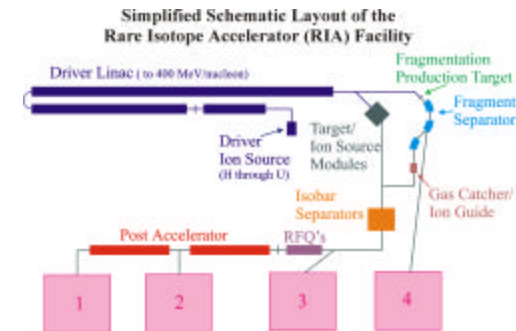 Simplified Schematic Layout of the
Rare Isotope Accelerator (RIA) Facility
Driver Linac ( to 400 MeV/nucleon)
Fragmentation
Production Target
Fragment
Separator
Driver
Ion Source
(H through U)
Target/
Ion Source
Modules
Gas Catcher/
Ion Guide
Isobar
Separators
Post Accelerator
RFQ's
1
2
3
4